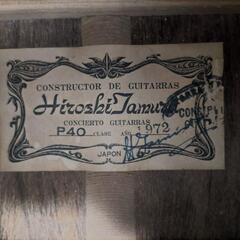 CONSTRUCTOR DE GUITARRAS
Hiroshi Tamura
CONCIERTO GUITARRAS
P40 CLASE AÑO 1972
JAPON